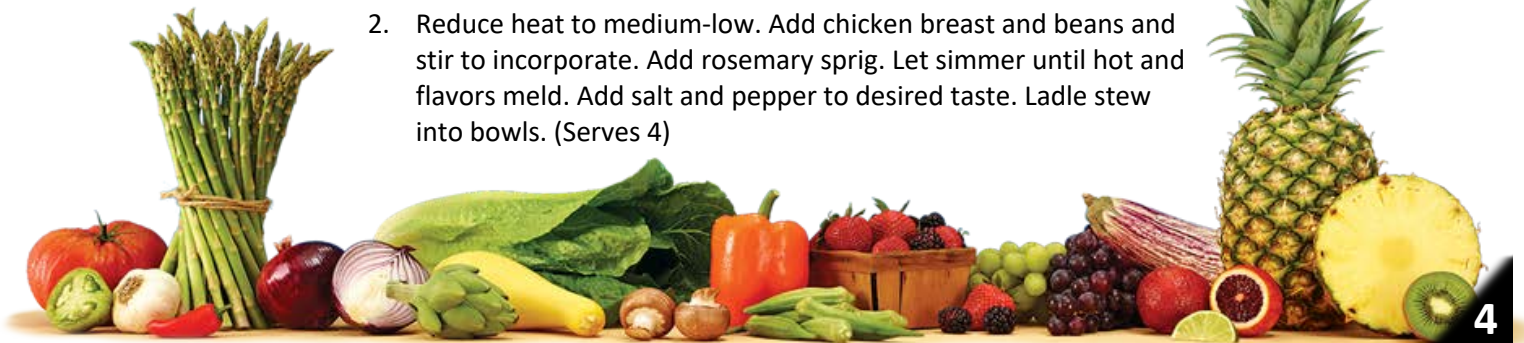 2. Reduce heat to medium-low. Add chicken breast and beans and
stir to incorporate. Add rosemary sprig. Let simmer until hot and
flavors meld. Add salt and pepper to desired taste. Ladle stew
into bowls. (Serves 4)
4